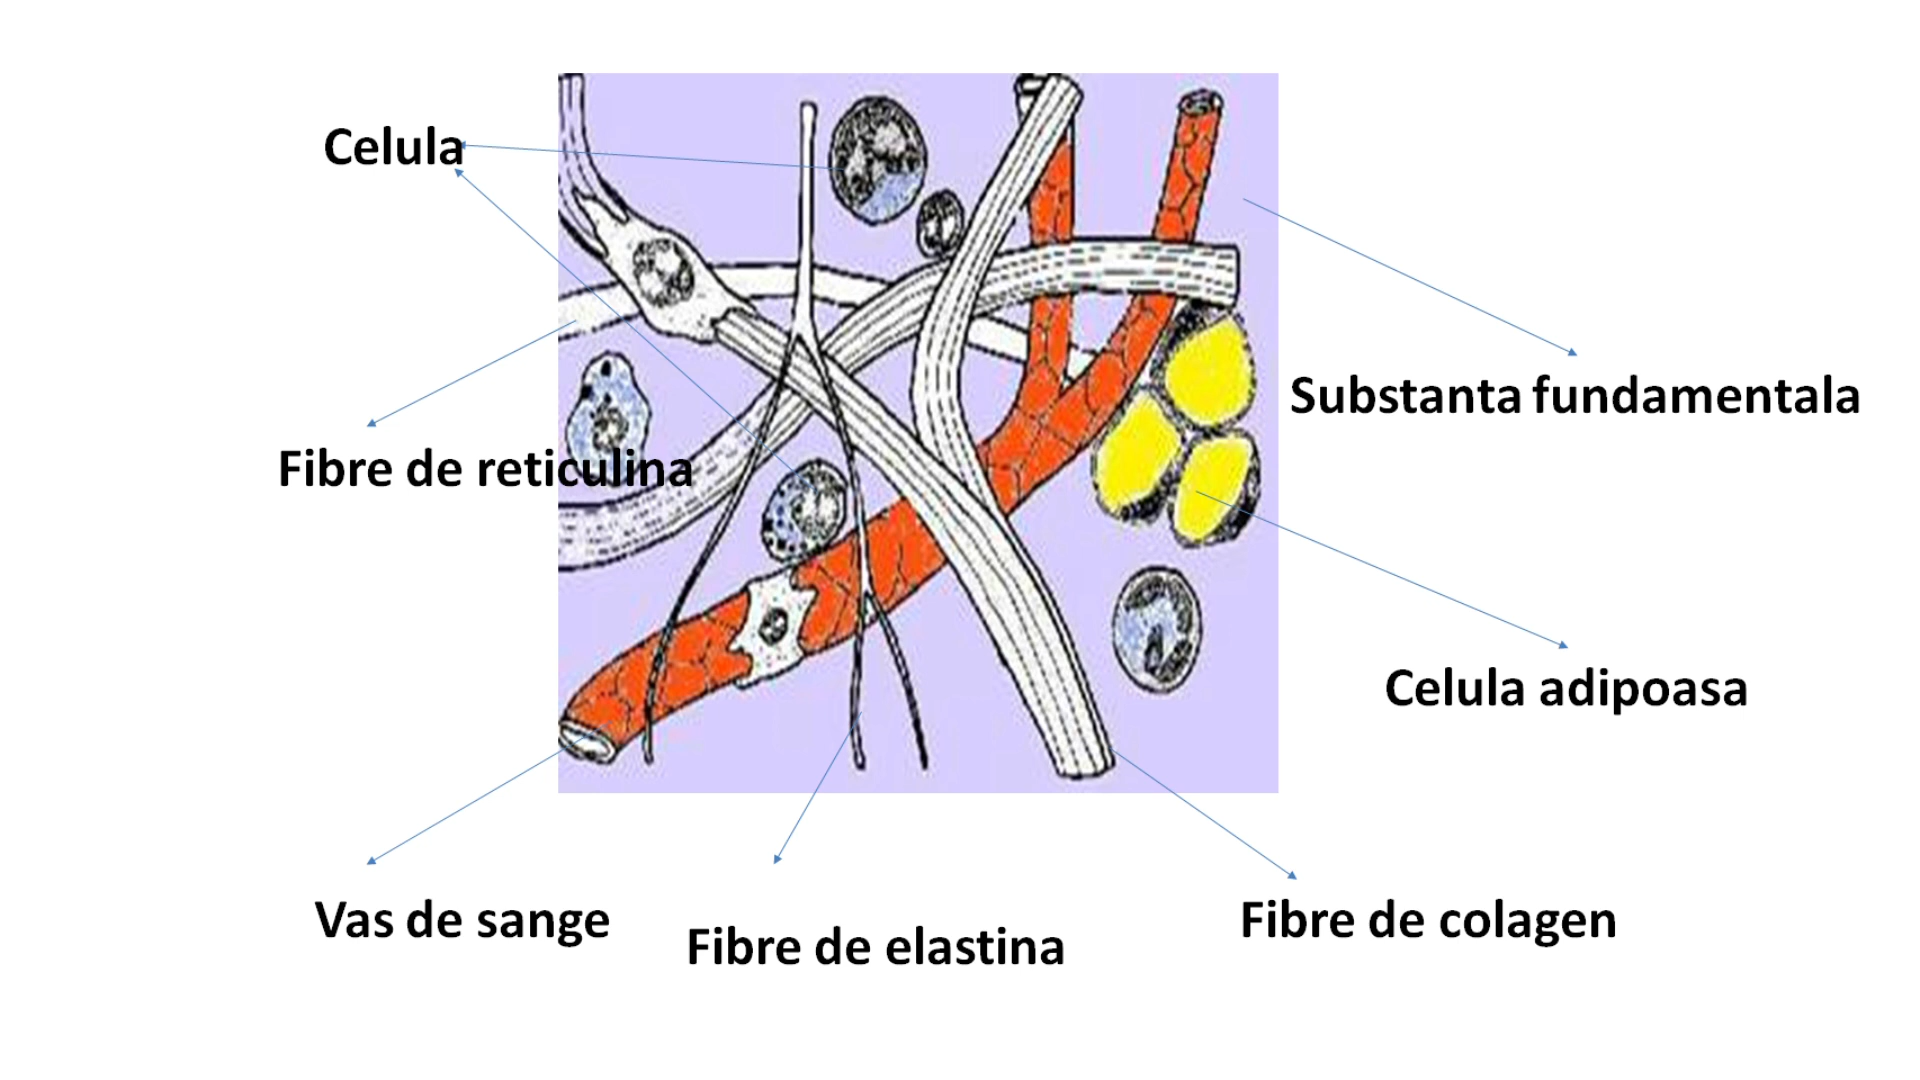 Celula
Substanta fundamentala
Fibre de reticulina
Celula adipoasa
Vas de sange
Fibre de elastina
Fibre de colagen